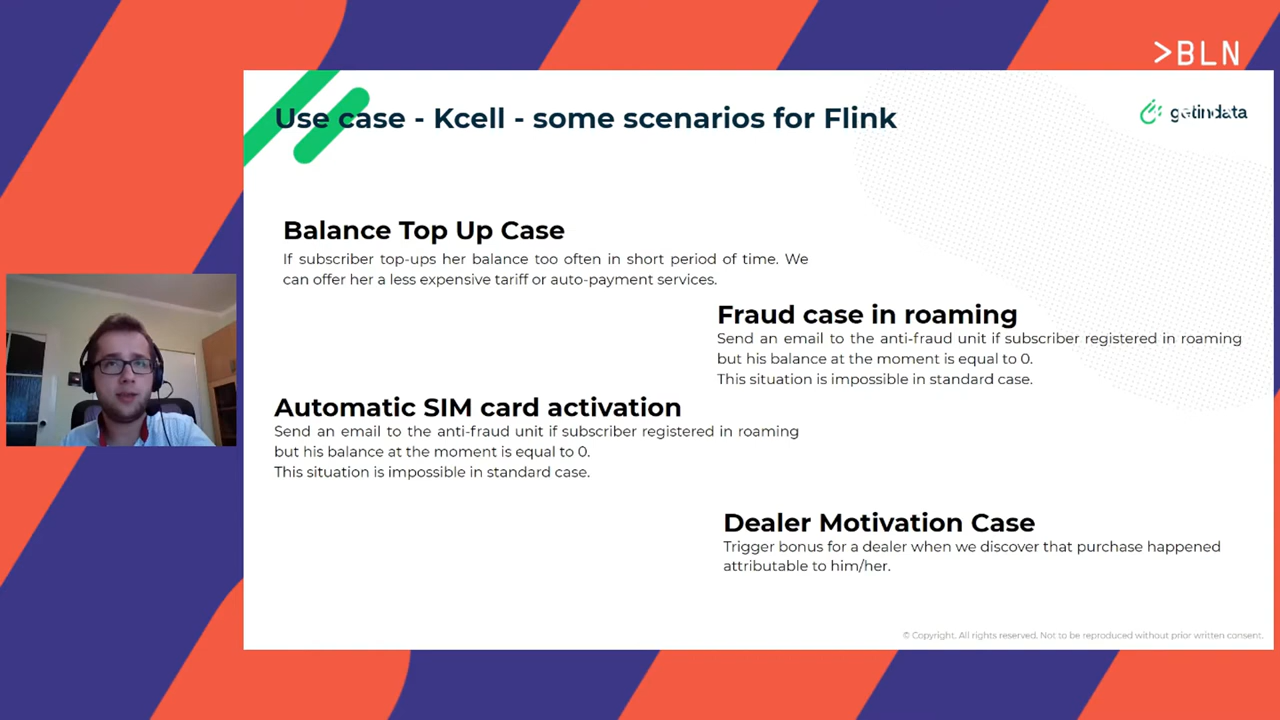 >BLN
Use case - Kcell - some scenarios for Flink
getindata
Balance Top Up Case
If subscriber top-ups her balance too often in short period of time. We
can offer her a less expensive tariff or auto-payment services.
Fraud case in roaming
Send an email to the anti-fraud unit if subscriber registered in roaming
but his balance at the moment is equal to 0.
This situation is impossible in standard case.
Automatic SIM card activation
Send an email to the anti-fraud unit if subscriber registered in roaming
but his balance at the moment is equal to 0.
This situation is impossible in standard case.
Dealer Motivation Case
Trigger bonus for a dealer when we discover that purchase happened
attributable to him/her.
© Copyright. All rights reserved. Not to be reproduced without prior written consent.